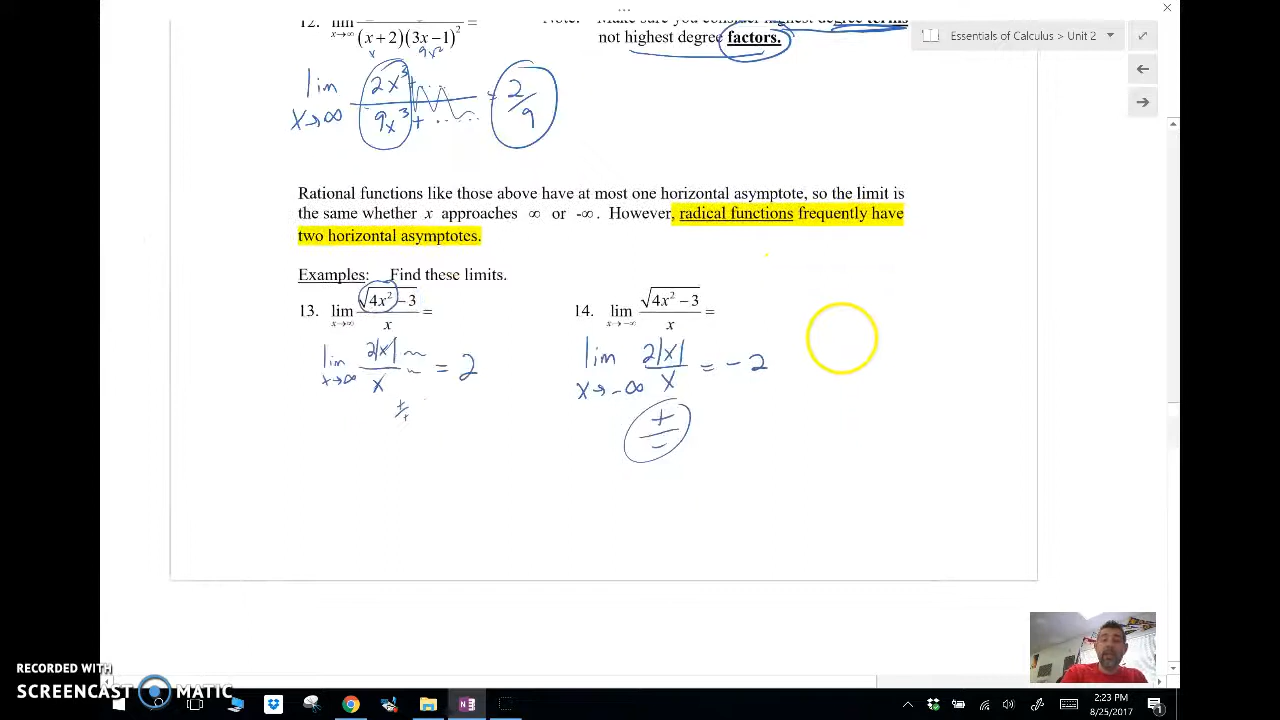 12. lim x→∞ (x+2)(3x−1)² =
Note: Make sure you consider highest degree terms
not highest degree factors.
x 9x²
lim x→∞ 2x³+ / 9x³+ ... = 2/9
Essentials of Calculus > Unit 2
Rational functions like those above have at most one horizontal asymptote, so the limit is
the same whether x approaches ∞ or -∞. However, radical functions frequently have
two horizontal asymptotes.
Examples: Find these limits.
13. lim x→∞ √(4x²−3) / x =
14. lim x→−∞ √(4x²−3) / x =
lim x→∞ 2|x| / x = 2
lim x→−∞ 2|x| / x = −2
+/+
+/−
RECORDED WITH
SCREENCAST MATIC
2:23 PM
8/25/2017